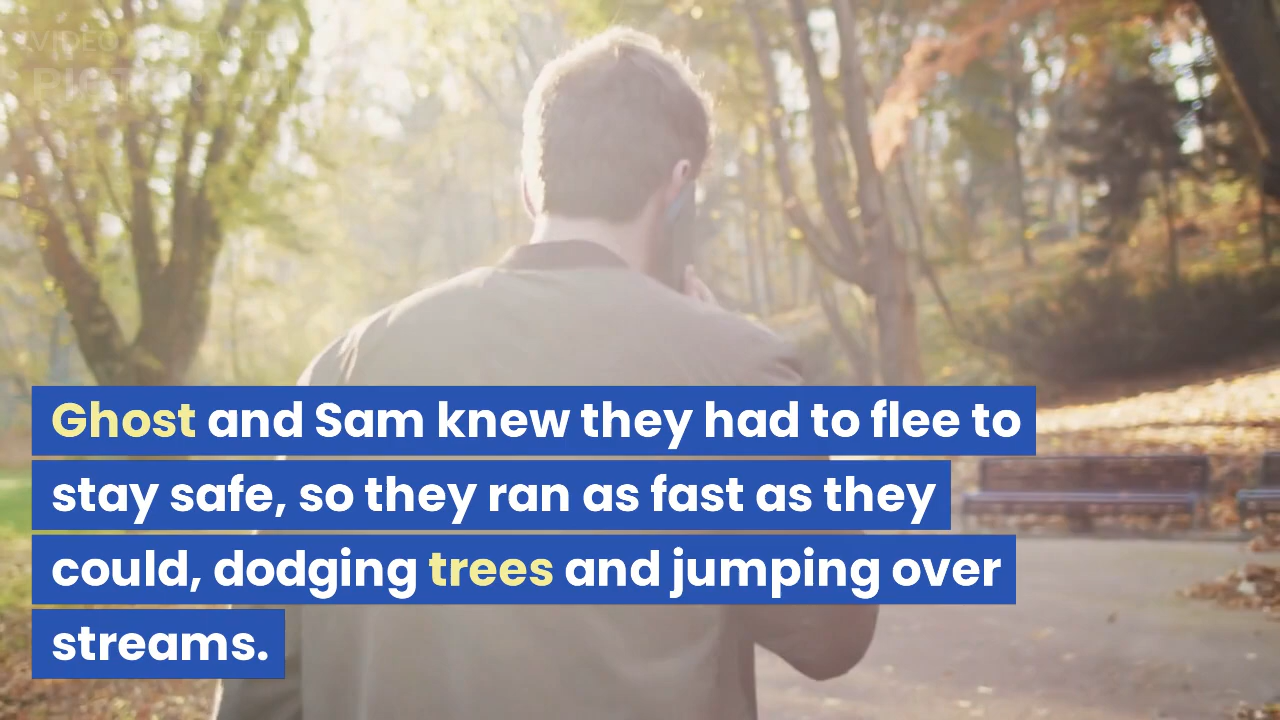 Ghost and Sam knew they had to flee to
stay safe, so they ran as fast as they
could, dodging trees and jumping over
streams.